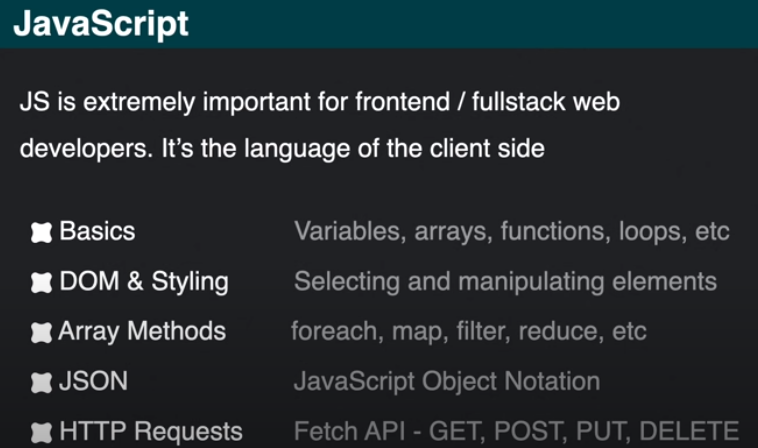 JavaScript
JS is extremely important for frontend / fullstack web
developers. It's the language of the client side
Basics Variables, arrays, functions, loops, etc
DOM & Styling Selecting and manipulating elements
Array Methods foreach, map, filter, reduce, etc
JSON JavaScript Object Notation
HTTP Requests Fetch API - GET, POST, PUT, DELETE